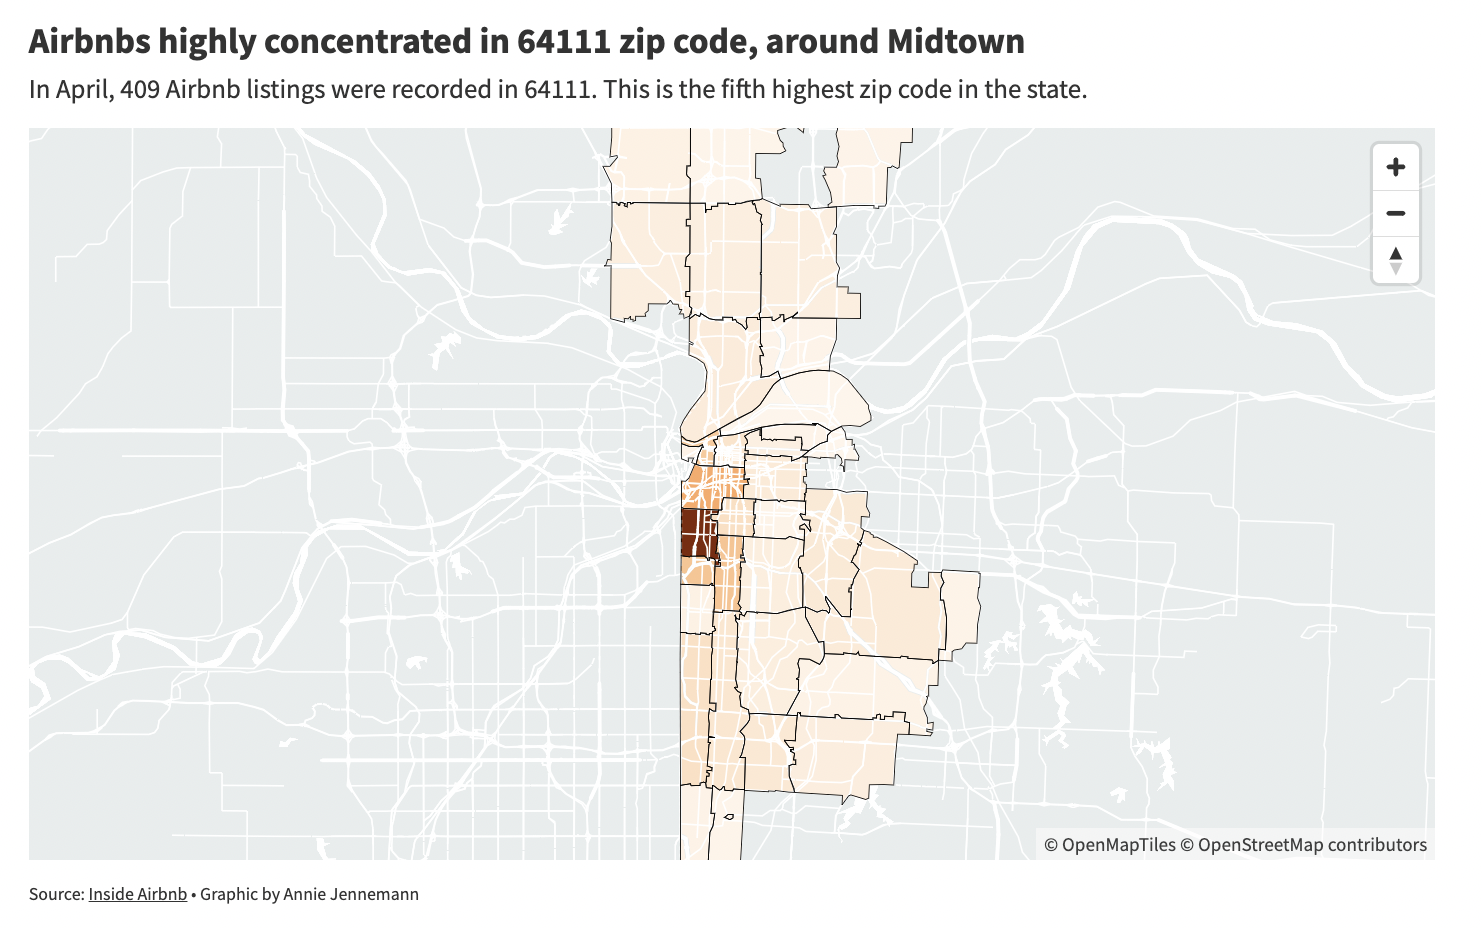 Airbnbs highly concentrated in 64111 zip code, around Midtown
In April, 409 Airbnb listings were recorded in 64111. This is the fifth highest zip code in the state.
© OpenMapTiles © OpenStreetMap contributors
Source: Inside Airbnb • Graphic by Annie Jennemann